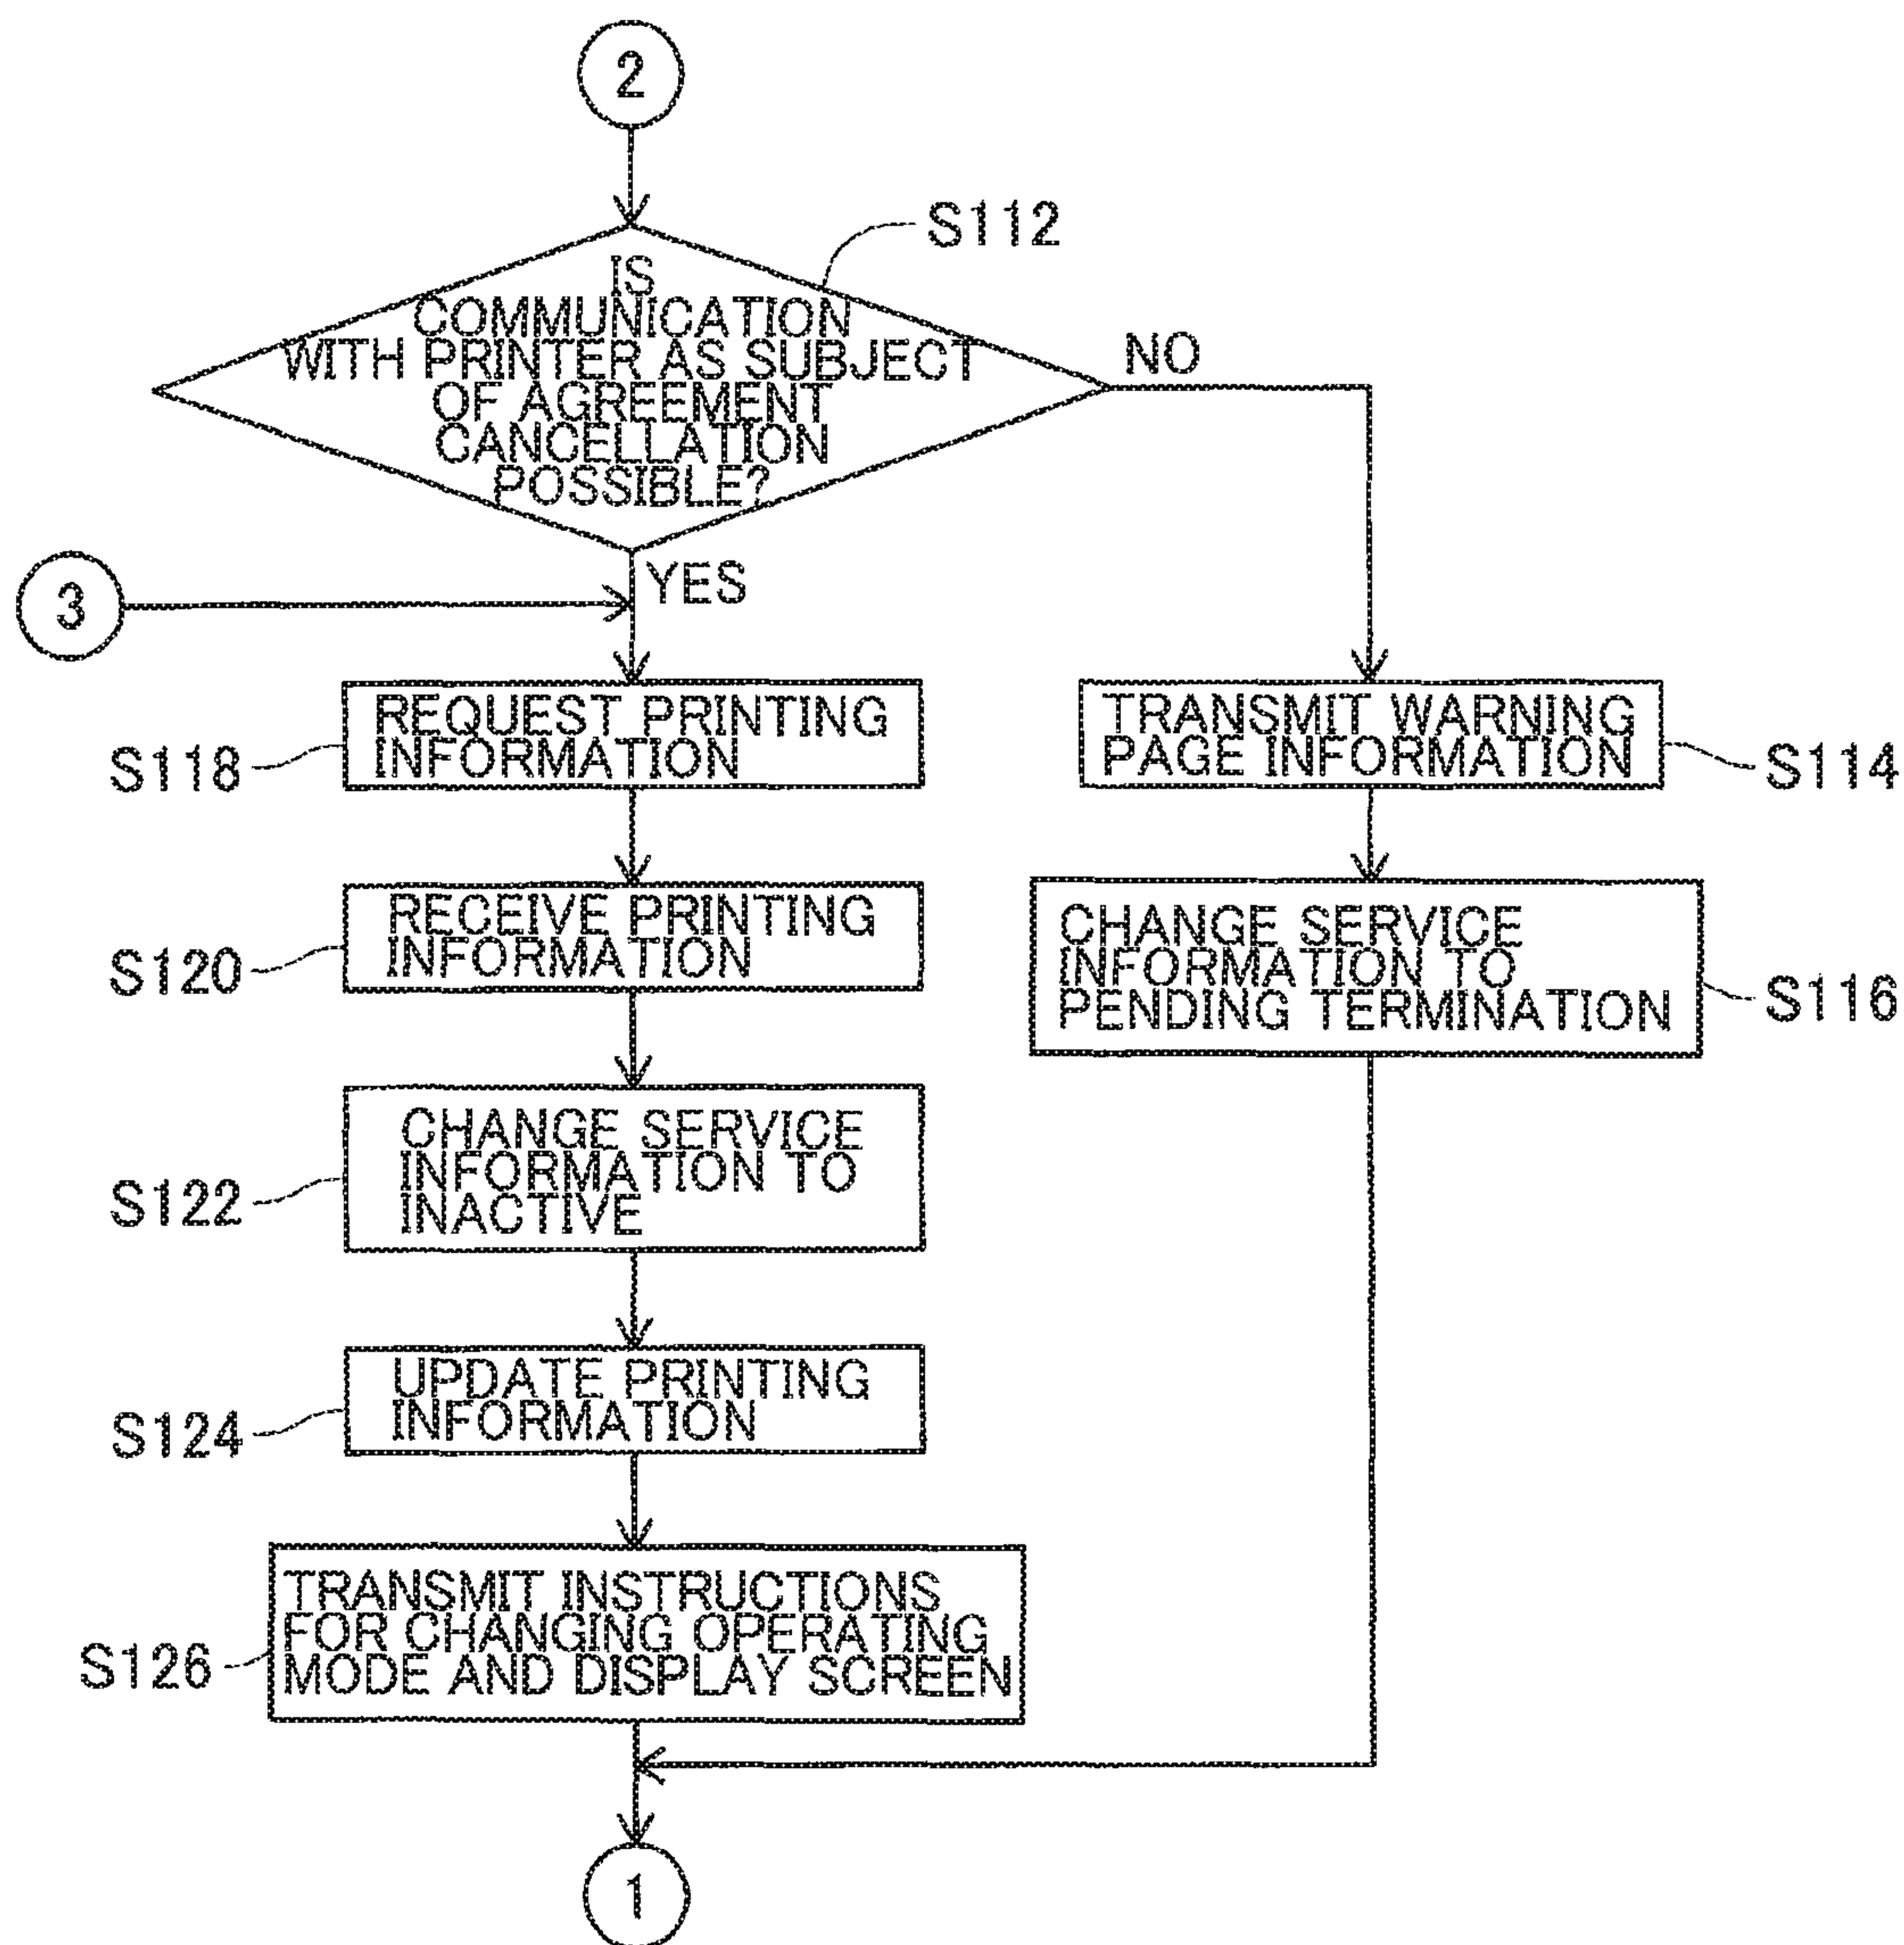 2
S112
IS
COMMUNICATION
WITH PRINTER AS SUBJECT
OF AGREEMENT
CANCELLATION
POSSIBLE?
NO
YES
3
S118
REQUEST PRINTING
INFORMATION
TRANSMIT WARNING
PAGE INFORMATION
S114
S120
RECEIVE PRINTING
INFORMATION
CHANGE SERVICE
INFORMATION TO
PENDING TERMINATION
S116
S122
CHANGE SERVICE
INFORMATION TO
INACTIVE
S124
UPDATE PRINTING
INFORMATION
S126
TRANSMIT INSTRUCTIONS
FOR CHANGING OPERATING
MODE AND DISPLAY SCREEN
1